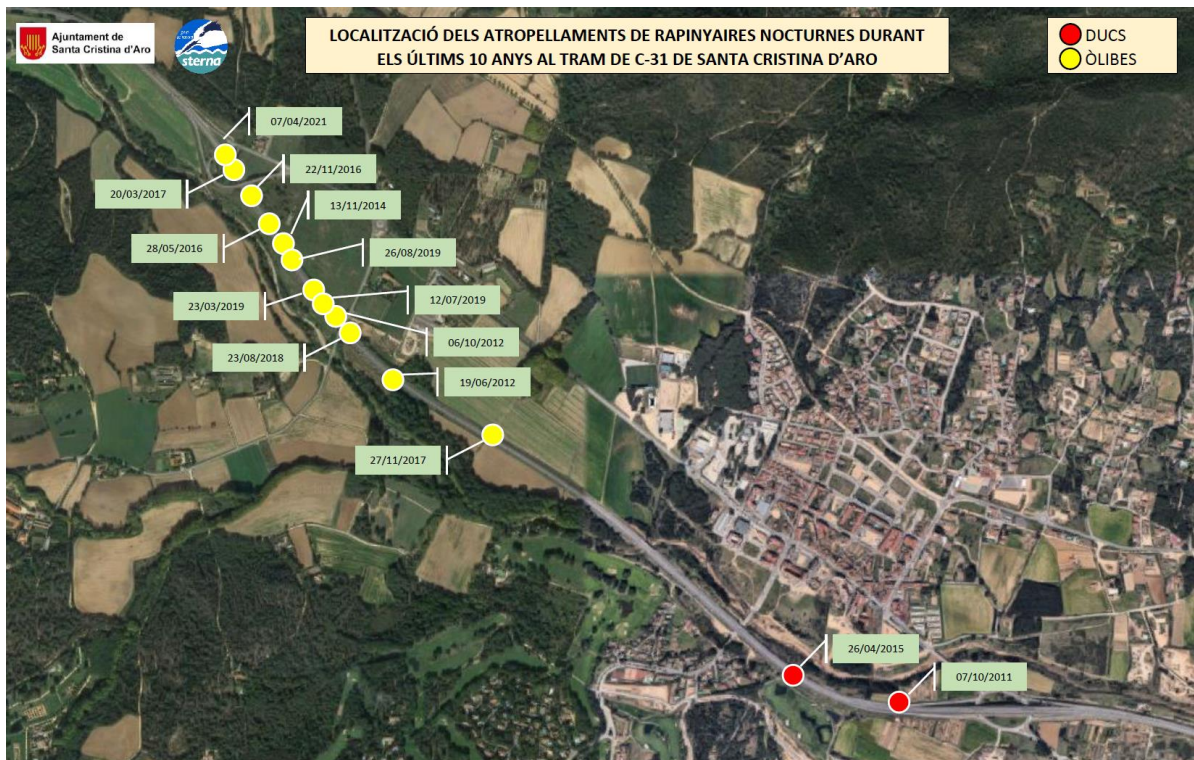 Ajuntament de
Santa Cristina d'Aro
sterna
LOCALITZACIÓ DELS ATROPELLAMENTS DE RAPINYAIRES NOCTURNES DURANT
ELS ÚLTIMS 10 ANYS AL TRAM DE C-31 DE SANTA CRISTINA D'ARO
DUCS
ÒLIBES
07/04/2021
22/11/2016
20/03/2017
13/11/2014
28/05/2016
26/08/2019
23/03/2019
12/07/2019
06/10/2012
23/08/2018
19/06/2012
27/11/2017
26/04/2015
07/10/2011